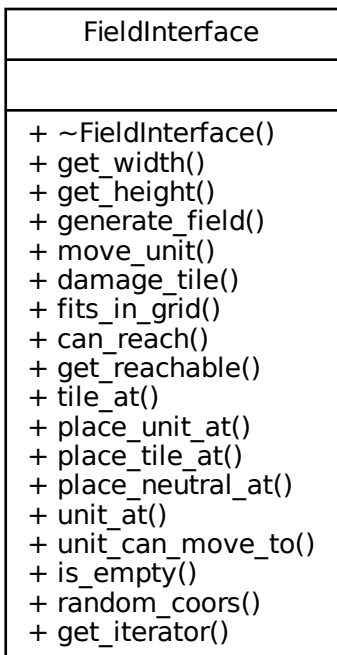 FieldInterface
+ ~FieldInterface()
+ get_width()
+ get_height()
+ generate_field()
+ move_unit()
+ damage_tile()
+ fits_in_grid()
+ can_reach()
+ get_reachable()
+ tile_at()
+ place_unit_at()
+ place_tile_at()
+ place_neutral_at()
+ unit_at()
+ unit_can_move_to()
+ is_empty()
+ random_coors()
+ get_iterator()